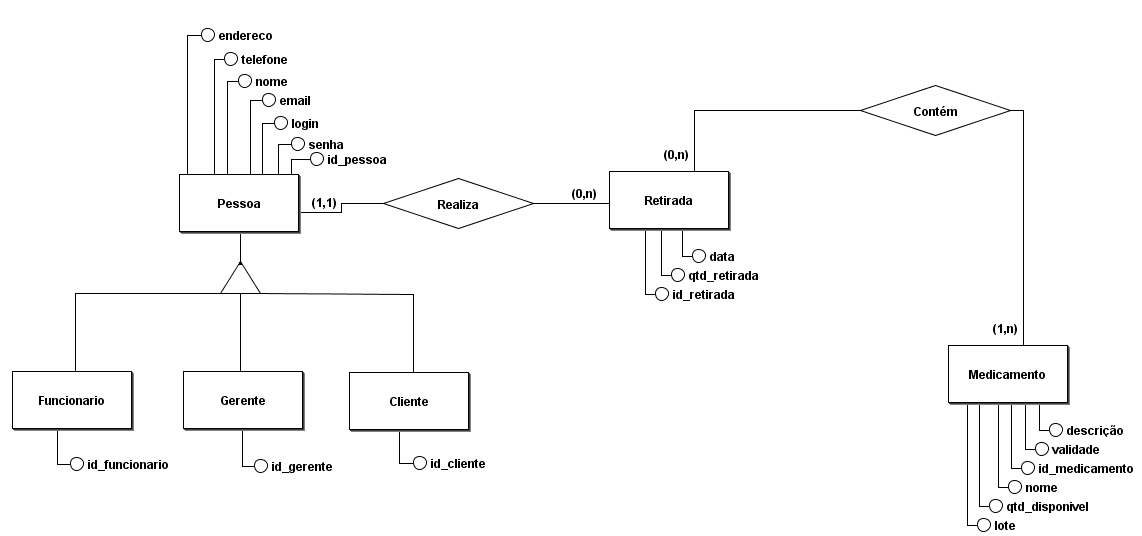 endereco
telefone
nome
email
login
senha
id_pessoa
Pessoa
(1,1)
Realiza
(0,n)
Retirada
(0,n)
Contém
data
qtd_retirada
id_retirada
(1,n)
Medicamento
Funcionario
Gerente
Cliente
id_funcionario
id_gerente
id_cliente
descrição
validade
id_medicamento
nome
qtd_disponivel
lote